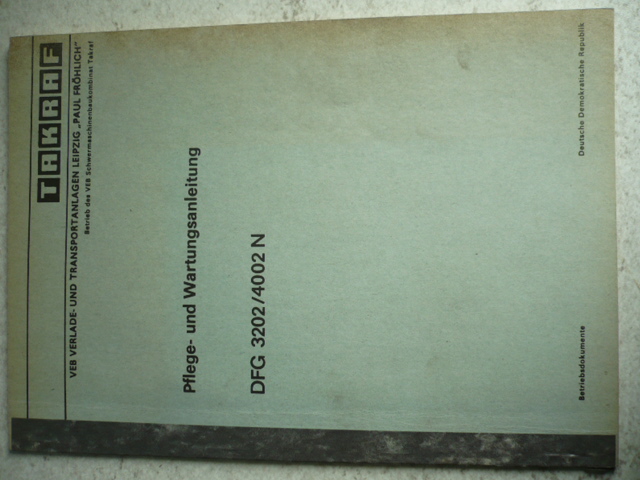 TAKRAF
VEB VERLADE- UND TRANSPORTANLAGEN LEIPZIG „PAUL FRÖHLICH“
Betrieb des VEB Schwermaschinenbaukombinat Takraf
Pflege- und Wartungsanleitung
DFG 3202/4002 N
Betriebsdokumente
Deutsche Demokratische Republik